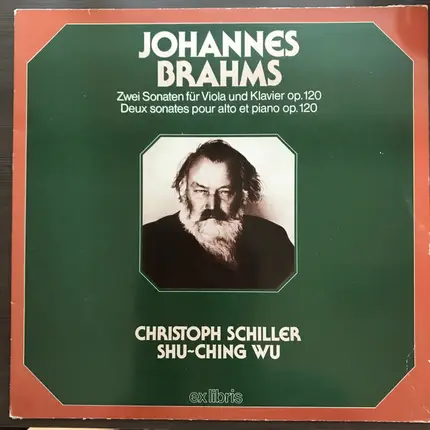 JOHANNES
BRAHMS
Zwei Sonaten für Viola und Klavier op.120
Deux sonates pour alto et piano op.120
CHRISTOPH SCHILLER
SHU~CHING WU
ex libris